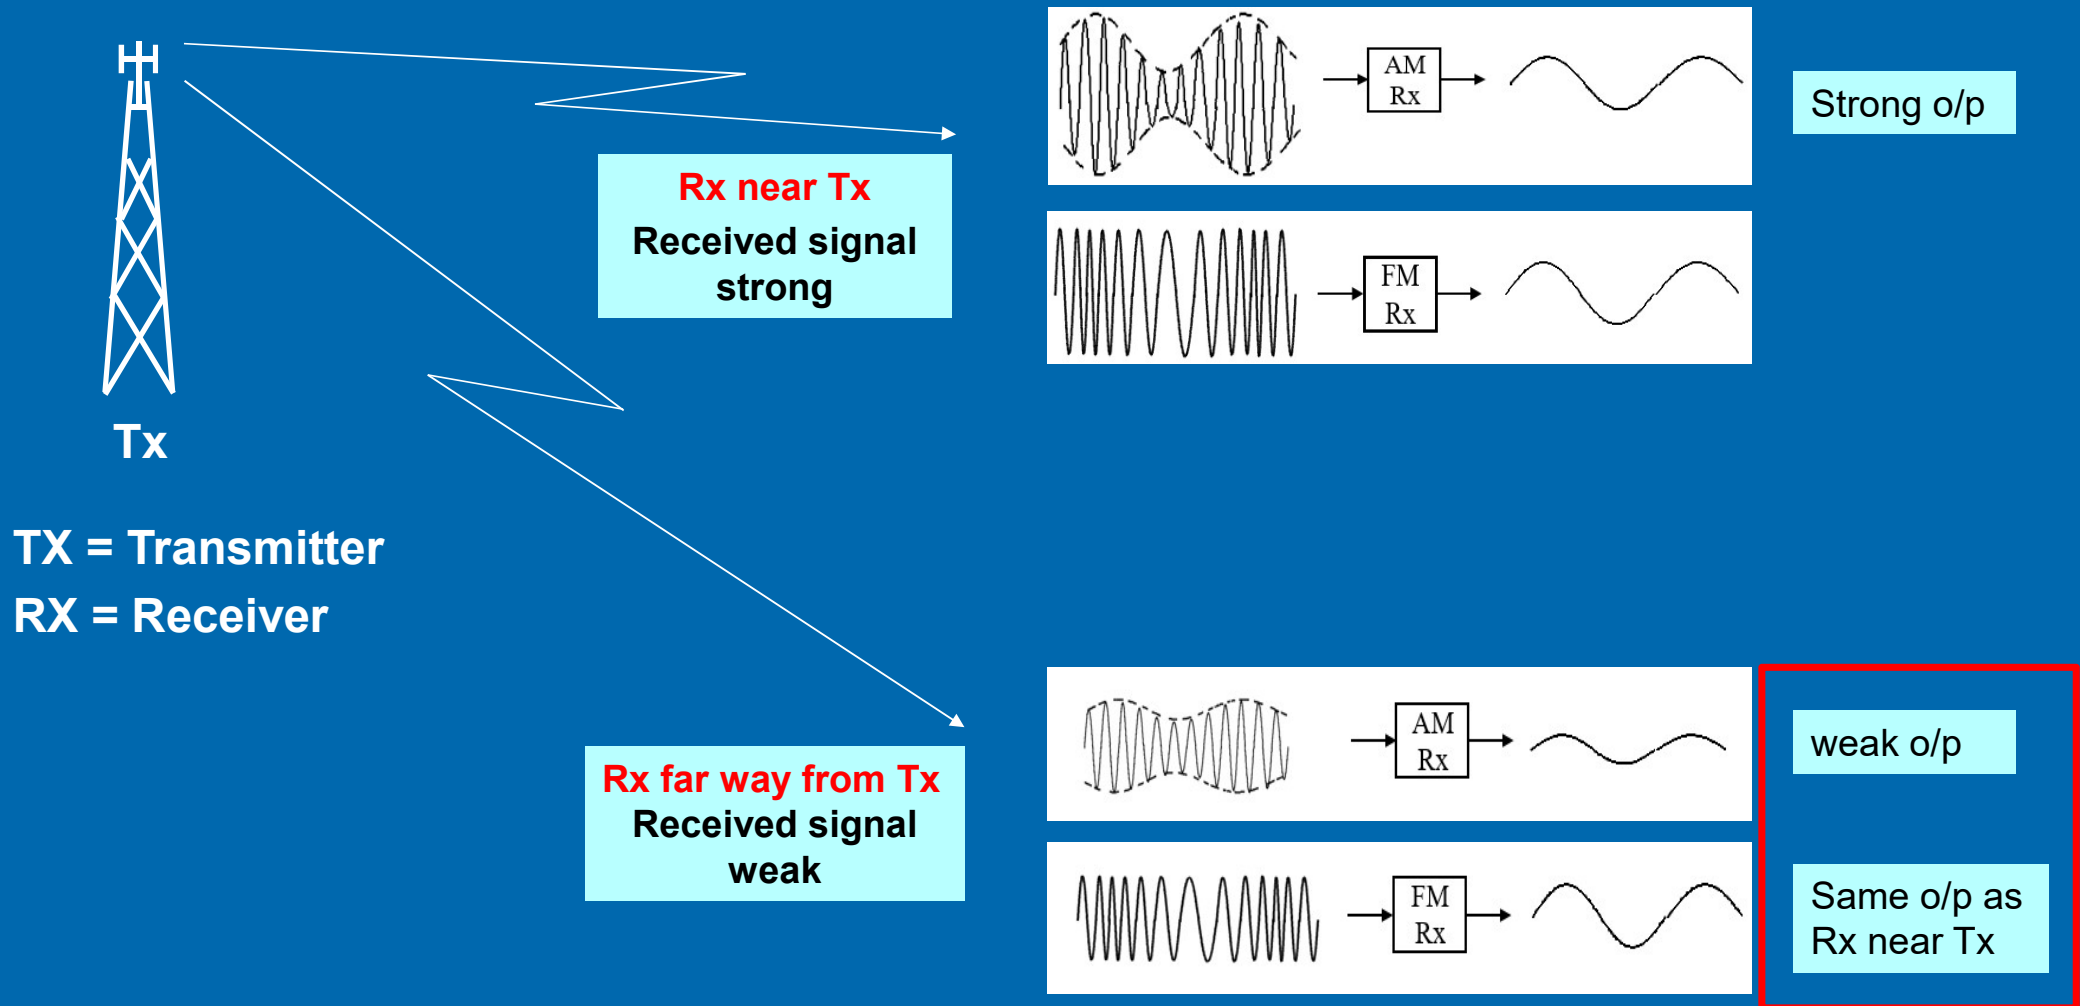 Tx
TX = Transmitter
RX = Receiver
Rx near Tx
Received signal
strong
AM
Rx
Strong o/p
FM
Rx
Rx far way from Tx
Received signal
weak
AM
Rx
weak o/p
FM
Rx
Same o/p as
Rx near Tx